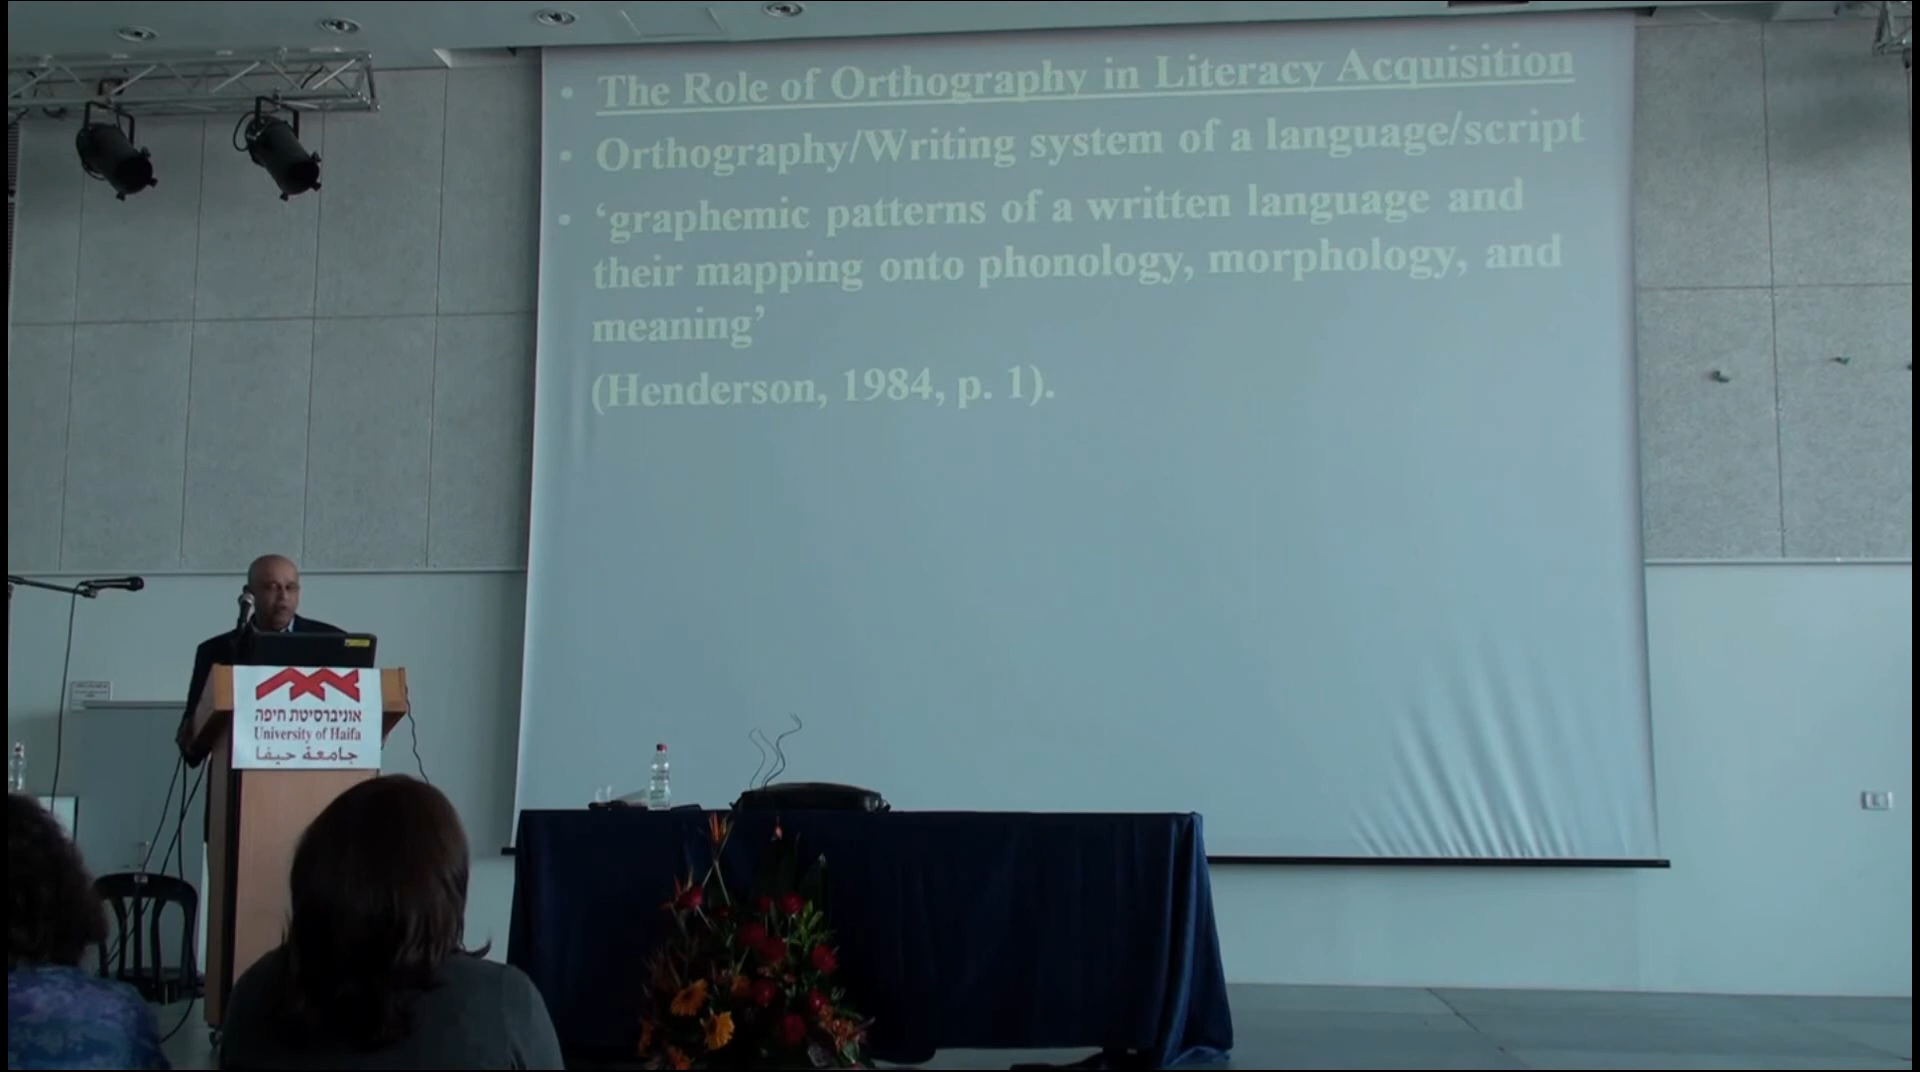 The Role of Orthography in Literacy Acquisition
Orthography/Writing system of a language/script
‘graphemic patterns of a written language and
their mapping onto phonology, morphology, and
meaning’
(Henderson, 1984, p. 1).
אוניברסיטת חיפה
University of Haifa
جامعة حيفا